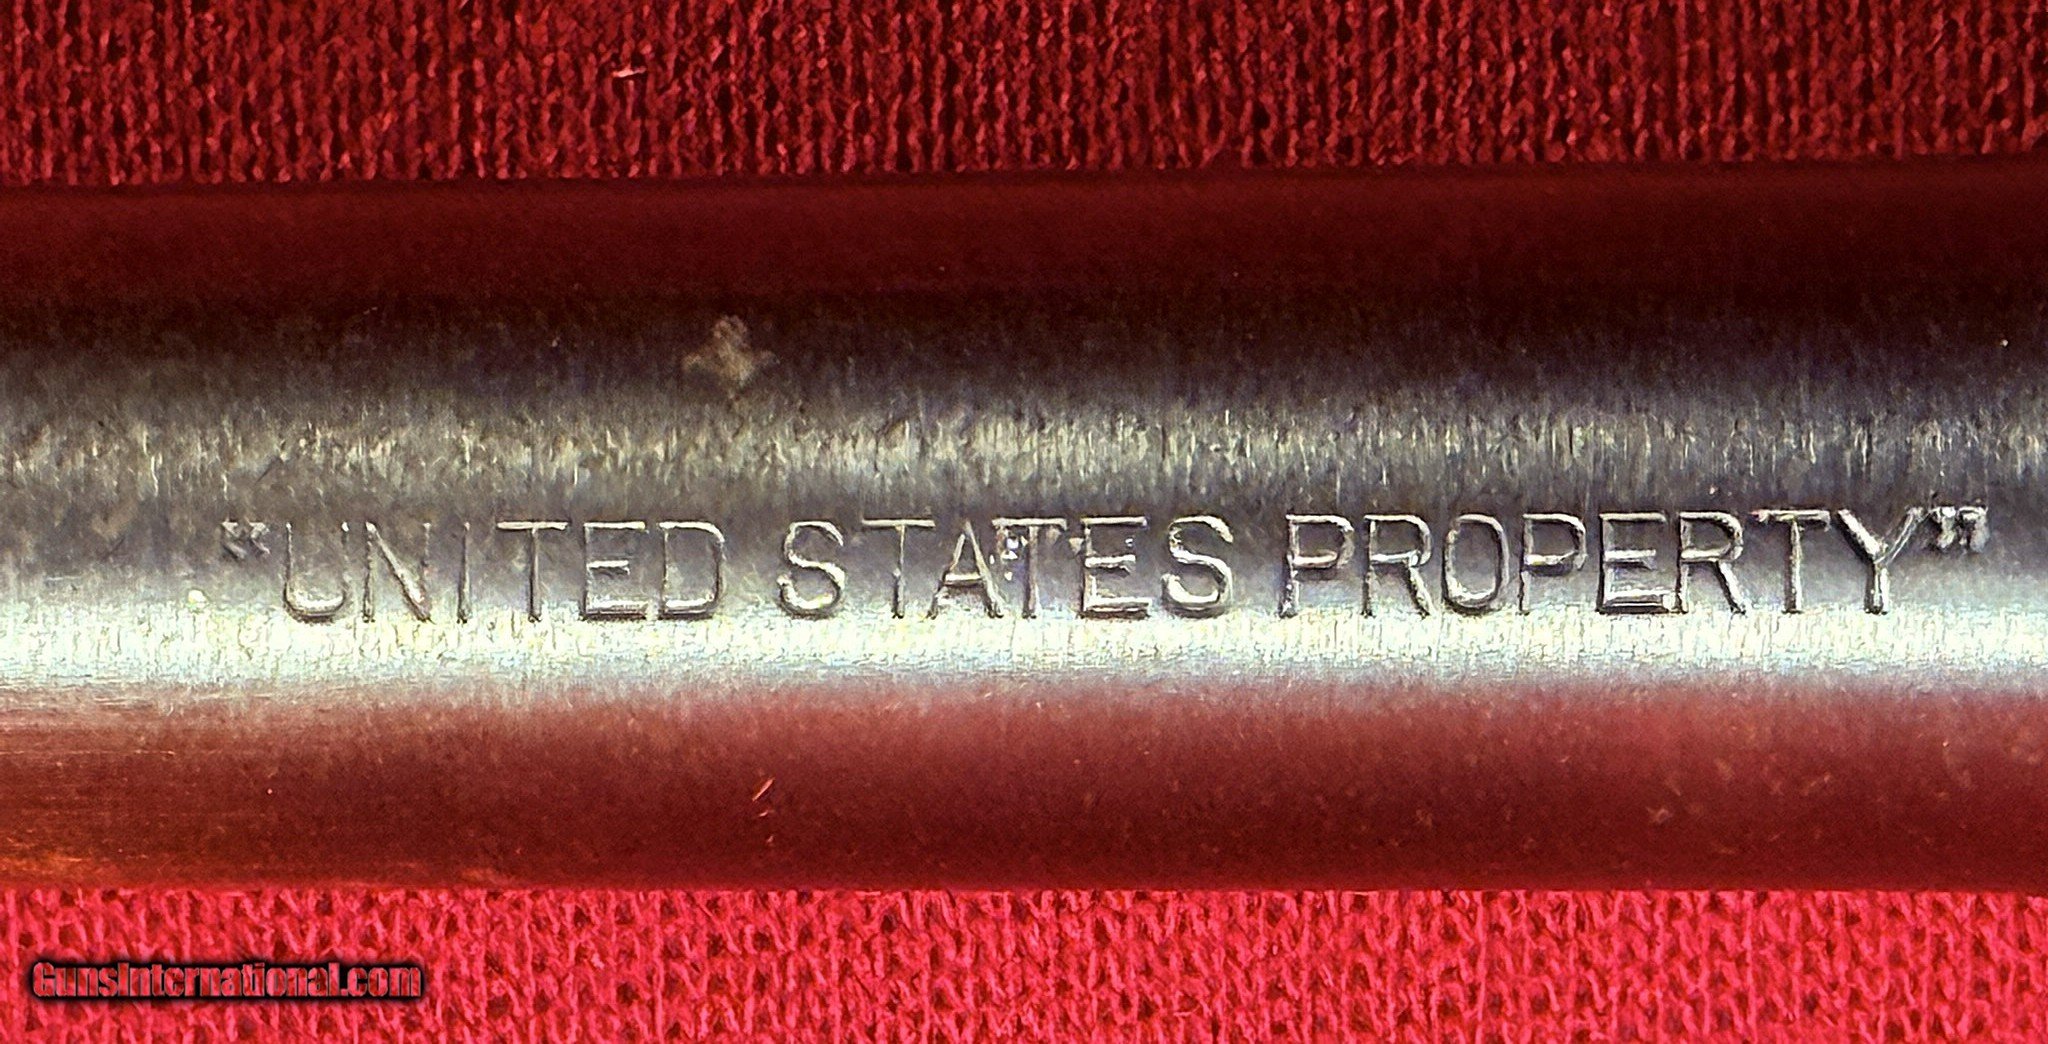 “UNITED STATES PROPERTY”
GunsInternational.com